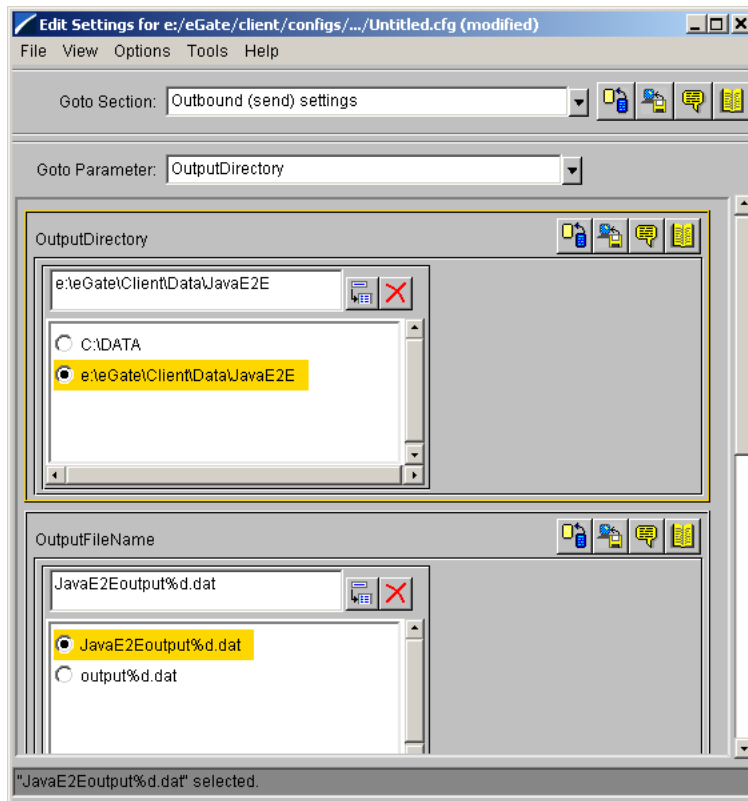 Edit Settings for e:/eGate/client/configs/.../Untitled.cfg (modified)
File View Options Tools Help
Goto Section: Outbound (send) settings
Goto Parameter: OutputDirectory
OutputDirectory
e:\eGate\Client\Data\JavaE2E
C:\DATA
e:\eGate\Client\Data\JavaE2E
OutputFileName
JavaE2Eoutput%d.dat
JavaE2Eoutput%d.dat
output%d.dat
"JavaE2Eoutput%d.dat" selected.